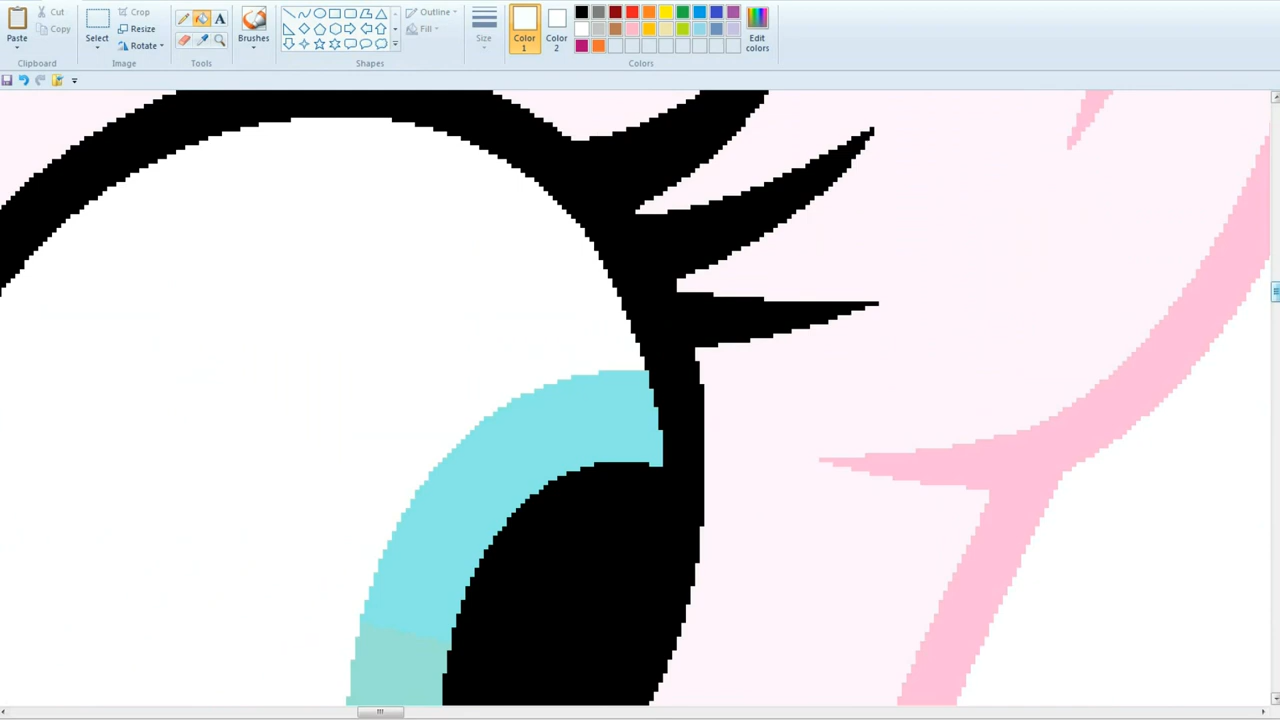 Paste
Cut
Copy
Clipboard
Select
Crop
Resize
Rotate
Image
A
Tools
Brushes
Shapes
Outline
Fill
Size
Color
1
Color
2
Edit
colors
Colors